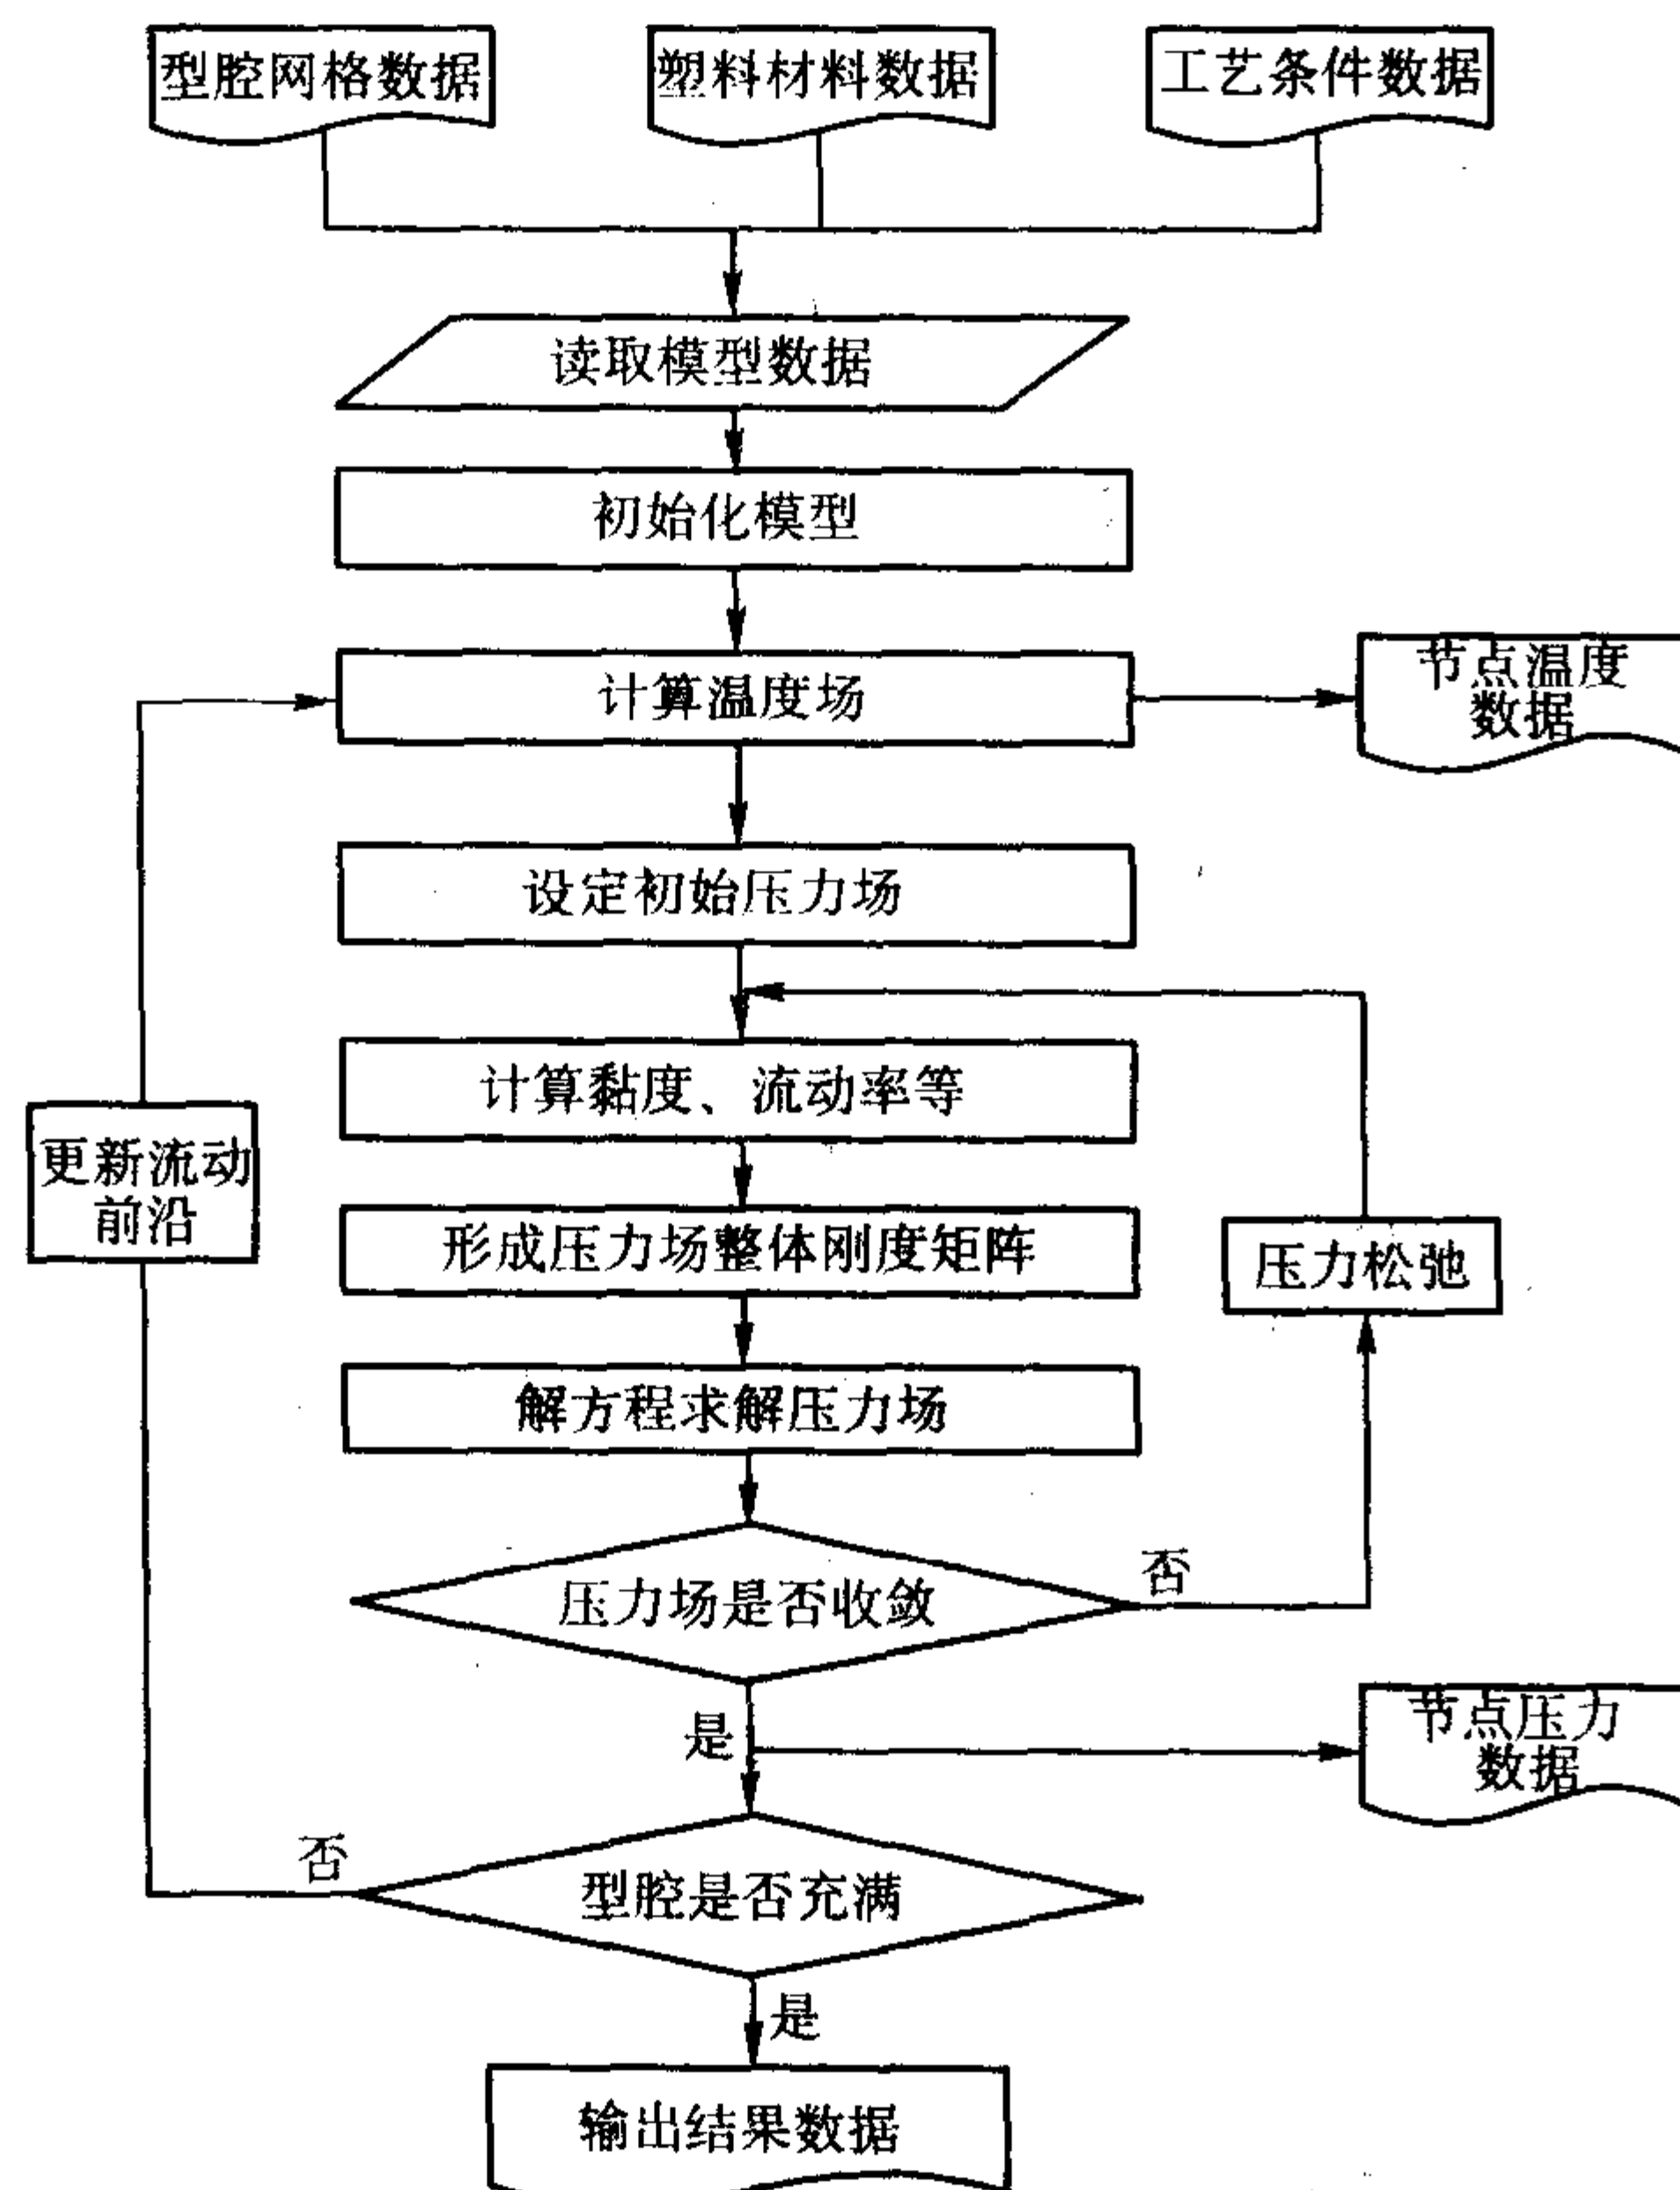 型腔网格数据
塑料材料数据
工艺条件数据
读取模型数据
初始化模型
计算温度场
节点温度
数据
设定初始压力场
计算黏度、流动率等
更新流动
前沿
形成压力场整体刚度矩阵
压力松弛
解方程求解压力场
压力场是否收敛
否
是
节点压力
数据
否
型腔是否充满
是
输出结果数据